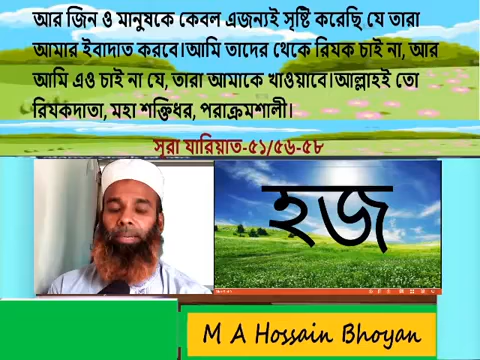 আর জিন ও মানুষকে কেবল এজন্যই সৃষ্টি করেছি যে তারা
আমার ইবাদাত করবে।আমি তাদের থেকে রিযক চাই না, আর
আমি এও চাই না যে, তারা আমাকে খাওয়াবে।আল্লাহই তো
রিযকদাতা, মহা শক্তিধর, পরাক্রমশালী।
সূরা যারিয়াত-৫১/৫৬-৫৮
হজ
M A Hossain Bhoyan